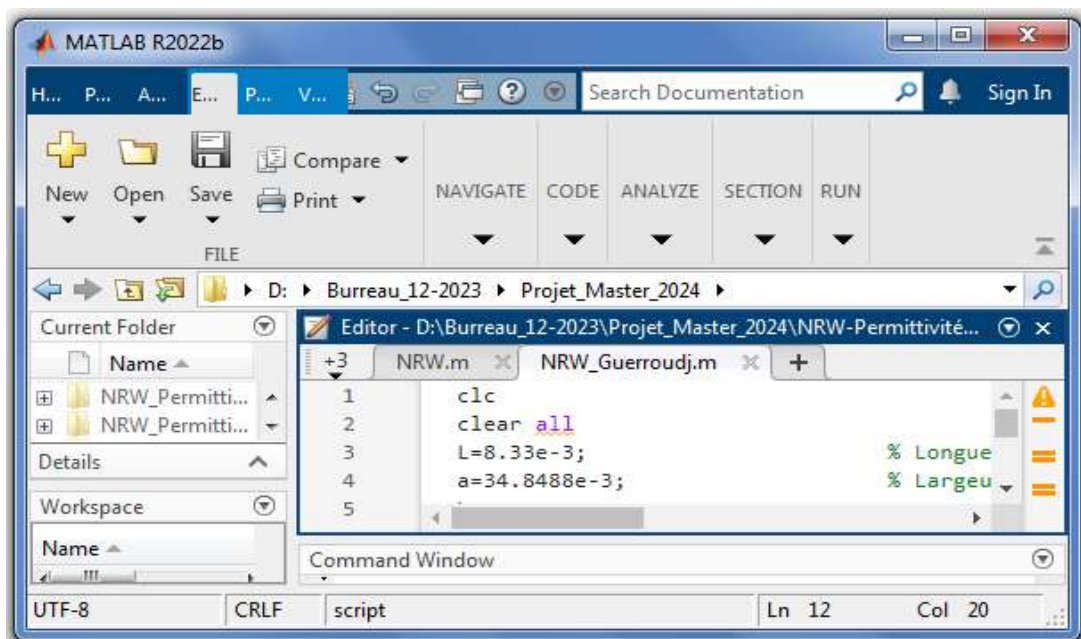 MATLAB R2022b
H... P... A... E... P... V... Search Documentation Sign In
New Open Save Compare Print NAVIGATE CODE ANALYZE SECTION RUN
FILE
D: Burreau_12-2023 Projet_Master_2024
Current Folder
Name
NRW_Permitti...
NRW_Permitti...
Details
Workspace
Name
Editor - D:\Burreau_12-2023\Projet_Master_2024\NRW-Permittivité...
+3 NRW.m NRW_Guerroudj.m +
1 clc
2 clear all
3 L=8.33e-3; % Longue
4 a=34.8488e-3; % Largeu
5
Command Window
UTF-8 CRLF script Ln 12 Col 20